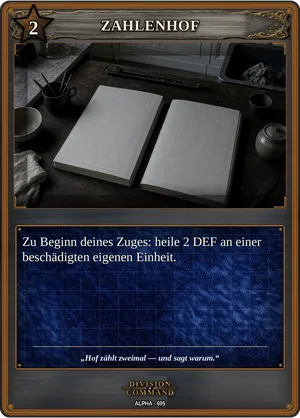 2
ZAHLENHOF
Zu Beginn deines Zuges: heile 2 DEF an einer
beschädigten eigenen Einheit.
„Hof zählt zweimal — und sagt warum.“
DIVISION
COMMAND
ALPHA - 695